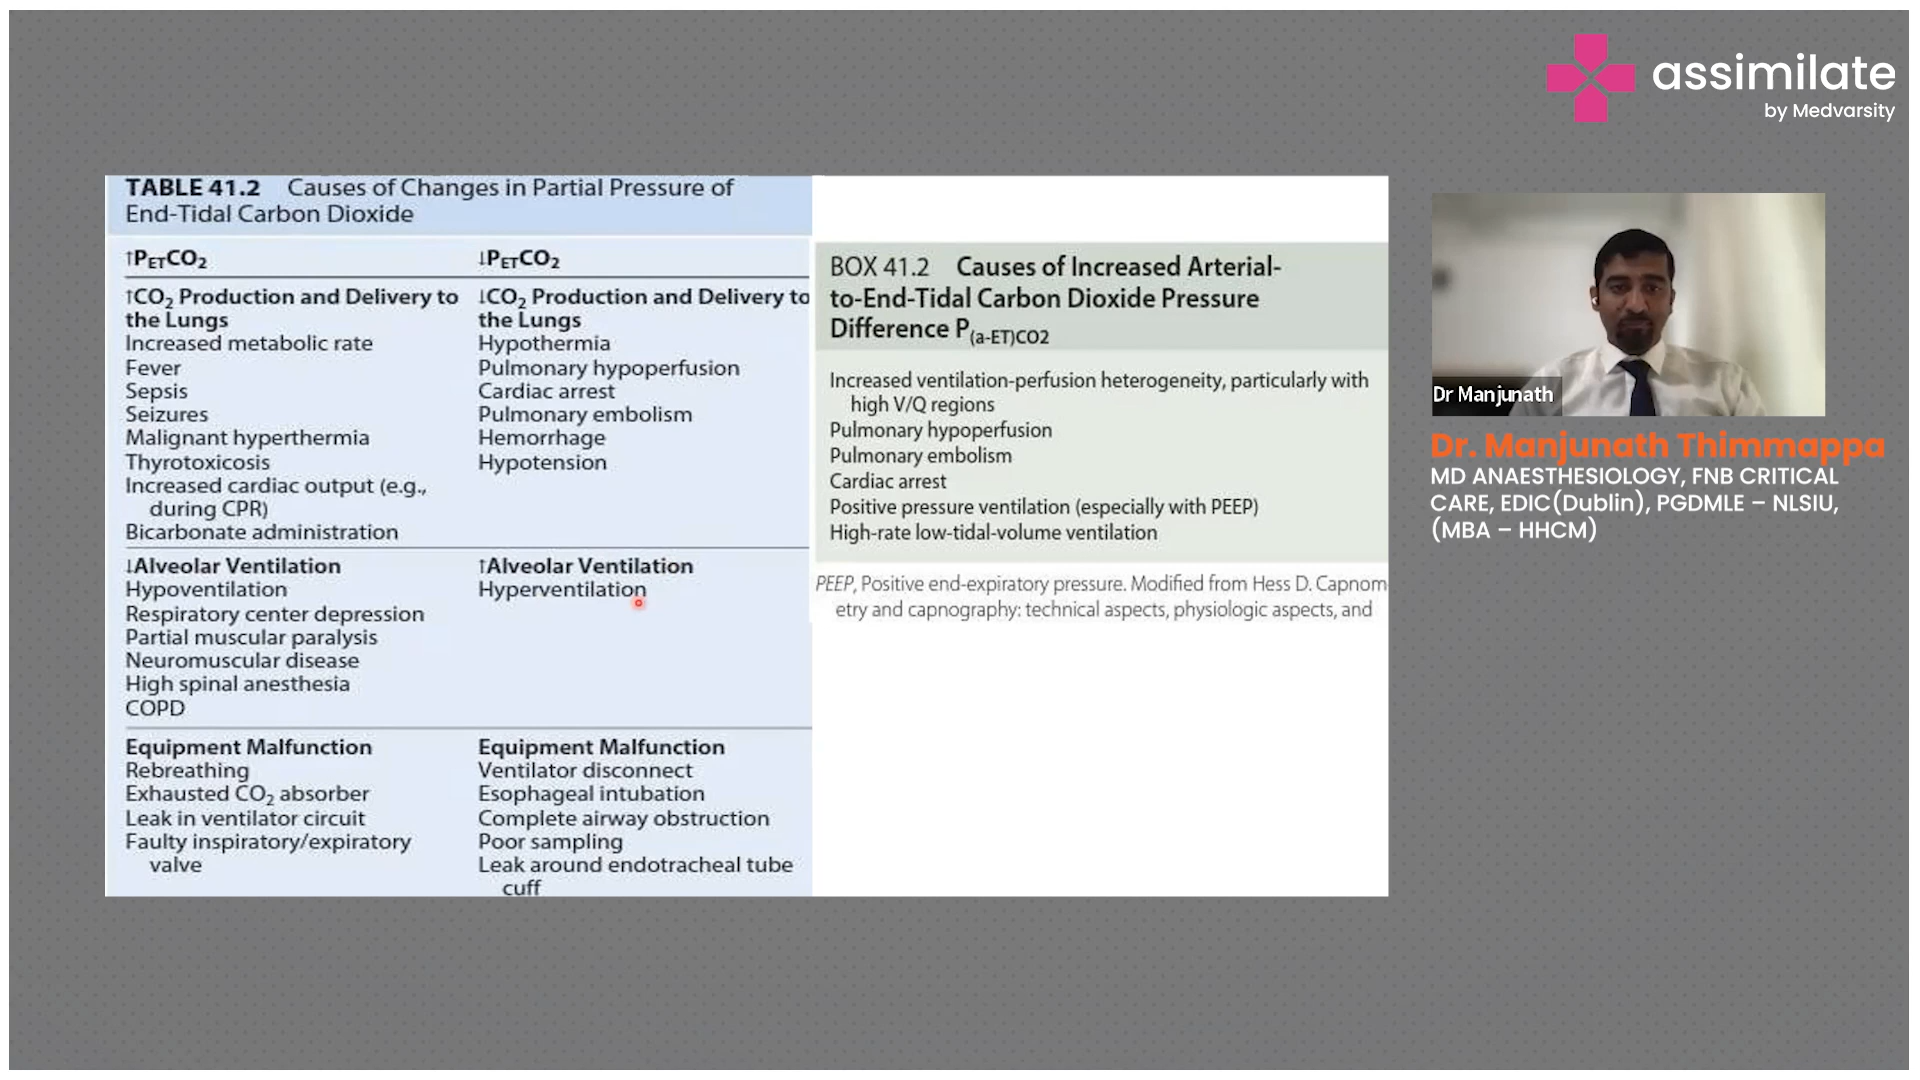 assimilate
by Medvarsity
TABLE 41.2 Causes of Changes in Partial Pressure of
End-Tidal Carbon Dioxide
↑PETCO2
↓PETCO2
↑CO2 Production and Delivery to
the Lungs
Increased metabolic rate
Fever
Sepsis
Seizures
Malignant hyperthermia
Thyrotoxicosis
Increased cardiac output (e.g.,
during CPR)
Bicarbonate administration
↓CO2 Production and Delivery to
the Lungs
Hypothermia
Pulmonary hypoperfusion
Cardiac arrest
Pulmonary embolism
Hemorrhage
Hypotension
↓Alveolar Ventilation
Hypoventilation
Respiratory center depression
Partial muscular paralysis
Neuromuscular disease
High spinal anesthesia
COPD
↑Alveolar Ventilation
Hyperventilation
Equipment Malfunction
Rebreathing
Exhausted CO2 absorber
Leak in ventilator circuit
Faulty inspiratory/expiratory
valve
Equipment Malfunction
Ventilator disconnect
Esophageal intubation
Complete airway obstruction
Poor sampling
Leak around endotracheal tube
cuff
BOX 41.2 Causes of Increased Arterial-
to-End-Tidal Carbon Dioxide Pressure
Difference P(a-ET)CO2
Increased ventilation-perfusion heterogeneity, particularly with
high V/Q regions
Pulmonary hypoperfusion
Pulmonary embolism
Cardiac arrest
Positive pressure ventilation (especially with PEEP)
High-rate low-tidal-volume ventilation
PEEP, Positive end-expiratory pressure. Modified from Hess D. Capnom-
etry and capnography: technical aspects, physiologic aspects, and
Dr Manjunath
Dr. Manjunath Thimmappa
MD ANAESTHESIOLOGY, FNB CRITICAL
CARE, EDIC(Dublin), PGDMLE – NLSIU,
(MBA – HHCM)